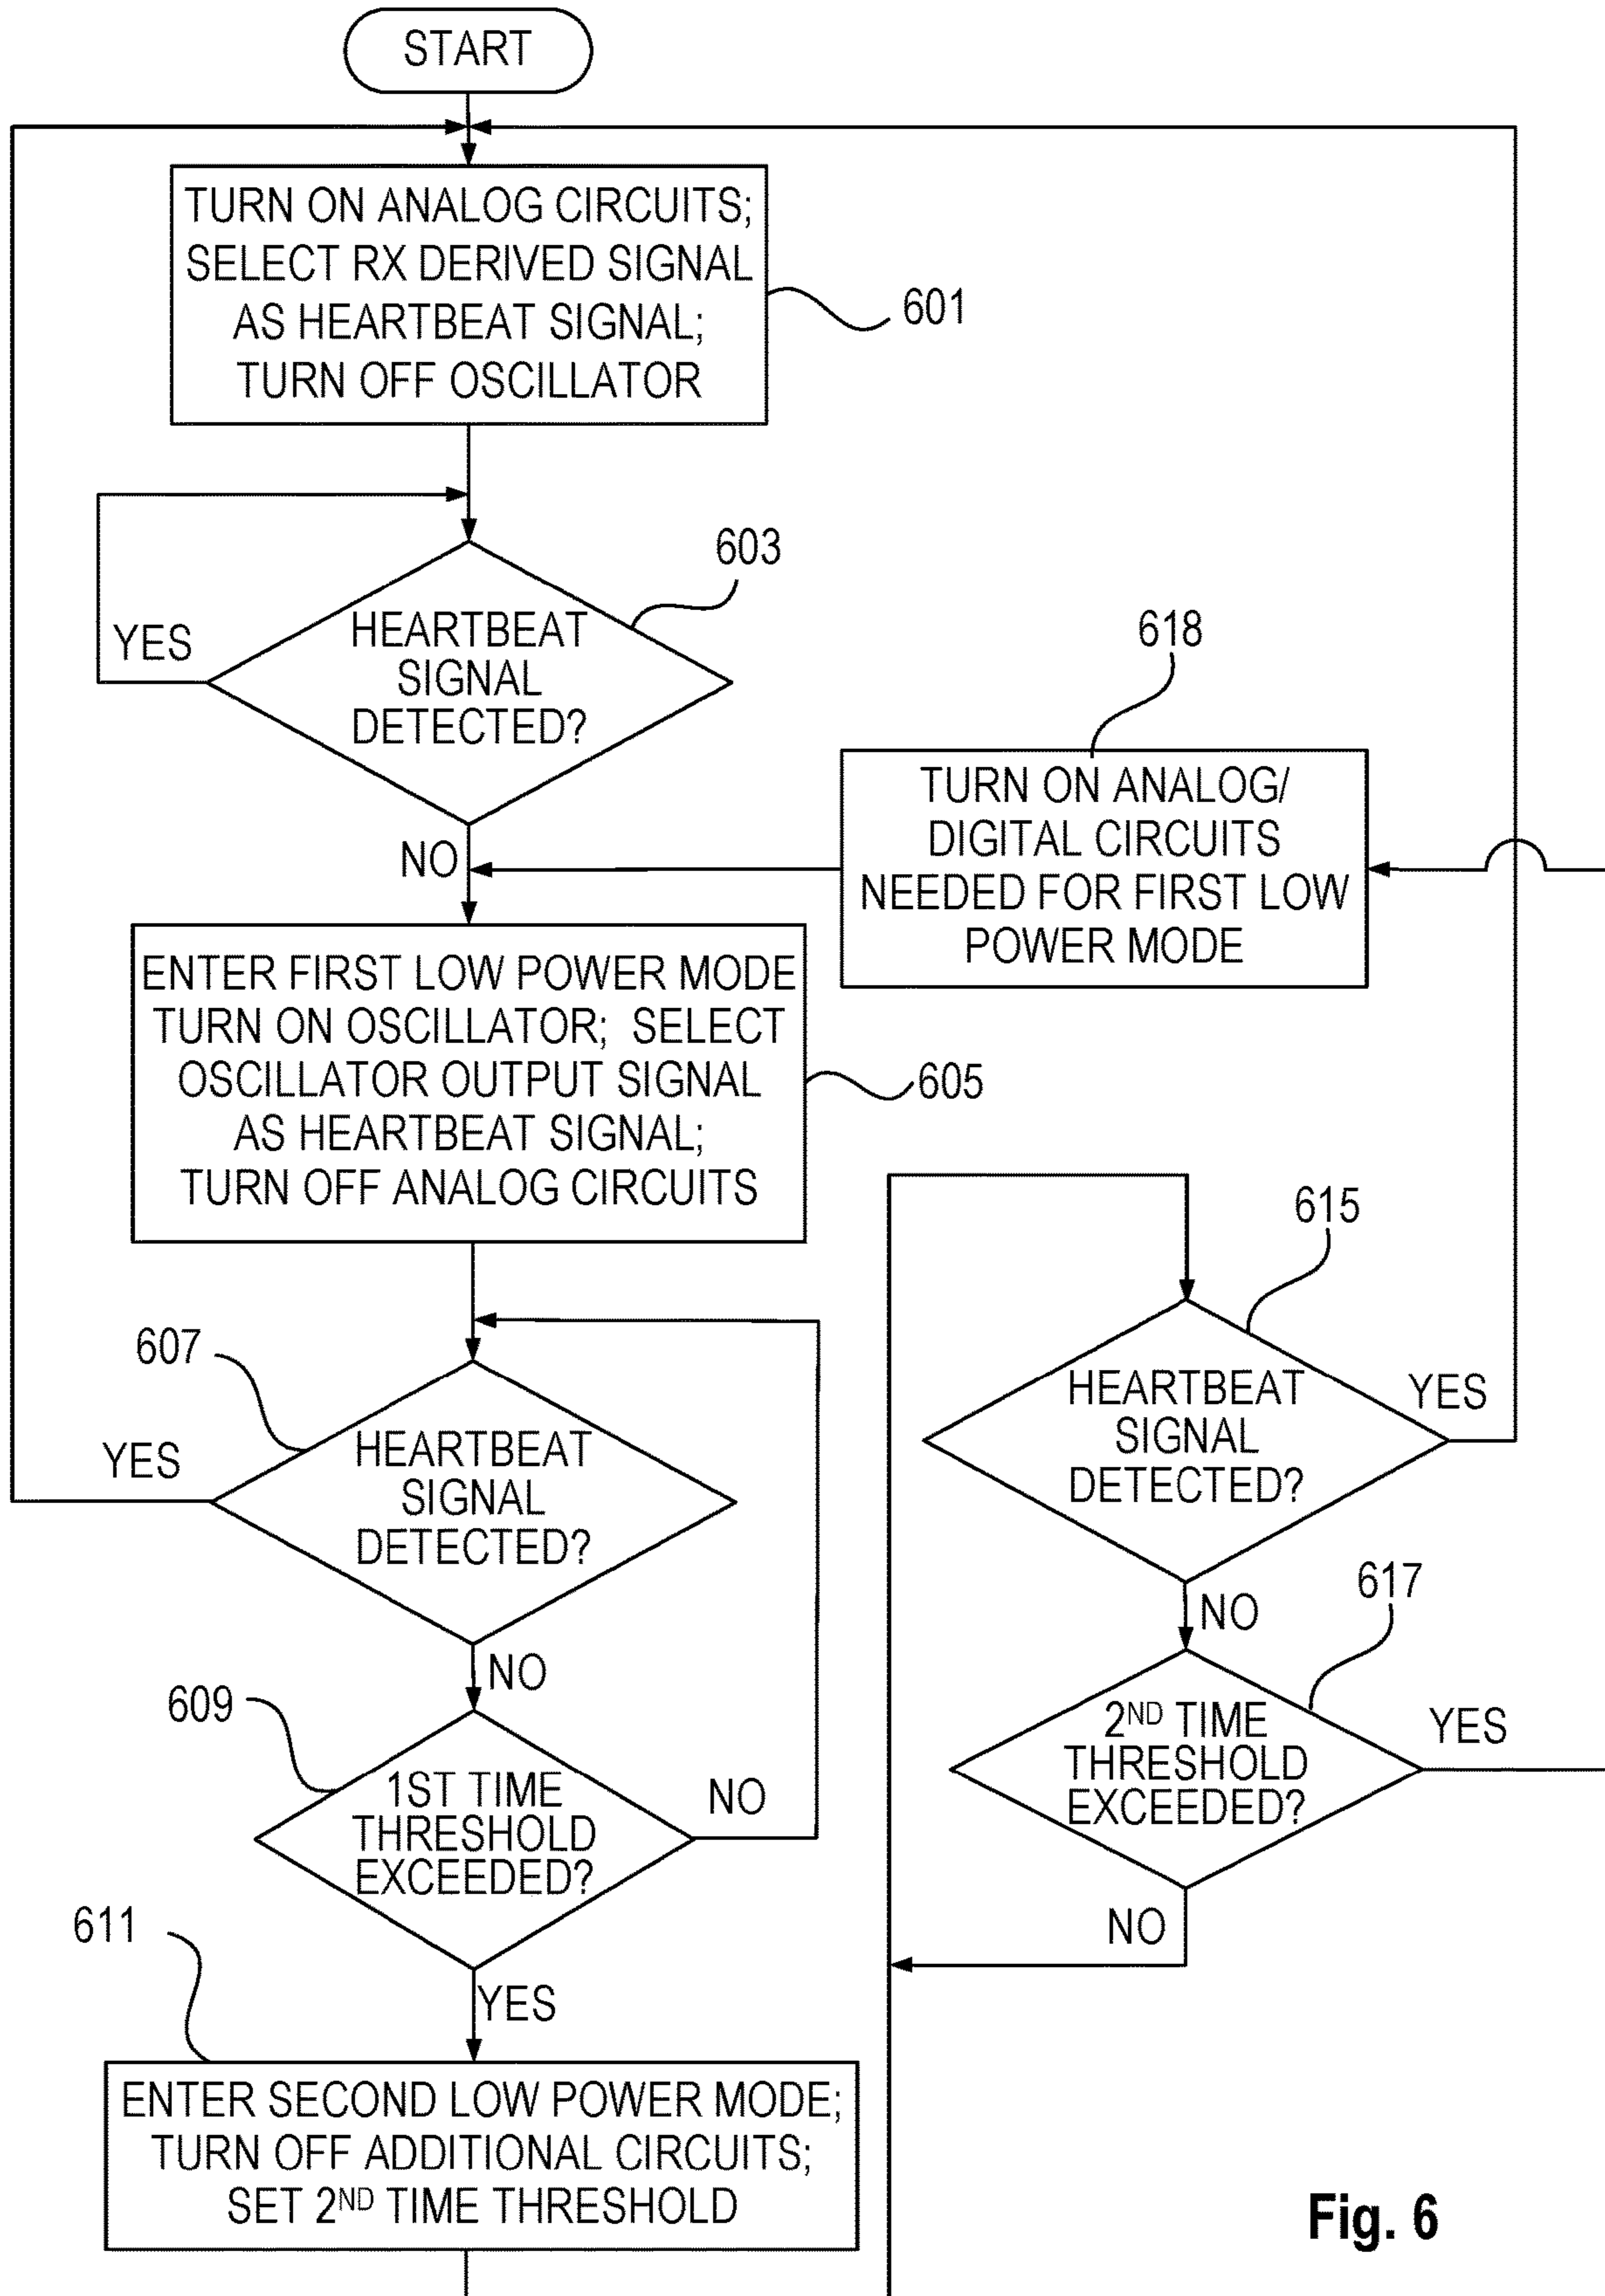 START
TURN ON ANALOG CIRCUITS;
SELECT RX DERIVED SIGNAL
AS HEARTBEAT SIGNAL;
TURN OFF OSCILLATOR
601
603
YES
HEARTBEAT
SIGNAL
DETECTED?
NO
618
TURN ON ANALOG/
DIGITAL CIRCUITS
NEEDED FOR FIRST LOW
POWER MODE
ENTER FIRST LOW POWER MODE
TURN ON OSCILLATOR; SELECT
OSCILLATOR OUTPUT SIGNAL
AS HEARTBEAT SIGNAL;
TURN OFF ANALOG CIRCUITS
605
607
YES
HEARTBEAT
SIGNAL
DETECTED?
NO
609
1ST TIME
THRESHOLD
EXCEEDED?
NO
YES
611
ENTER SECOND LOW POWER MODE;
TURN OFF ADDITIONAL CIRCUITS;
SET 2ND TIME THRESHOLD
615
HEARTBEAT
SIGNAL
DETECTED?
YES
NO
617
2ND TIME
THRESHOLD
EXCEEDED?
YES
NO
Fig. 6